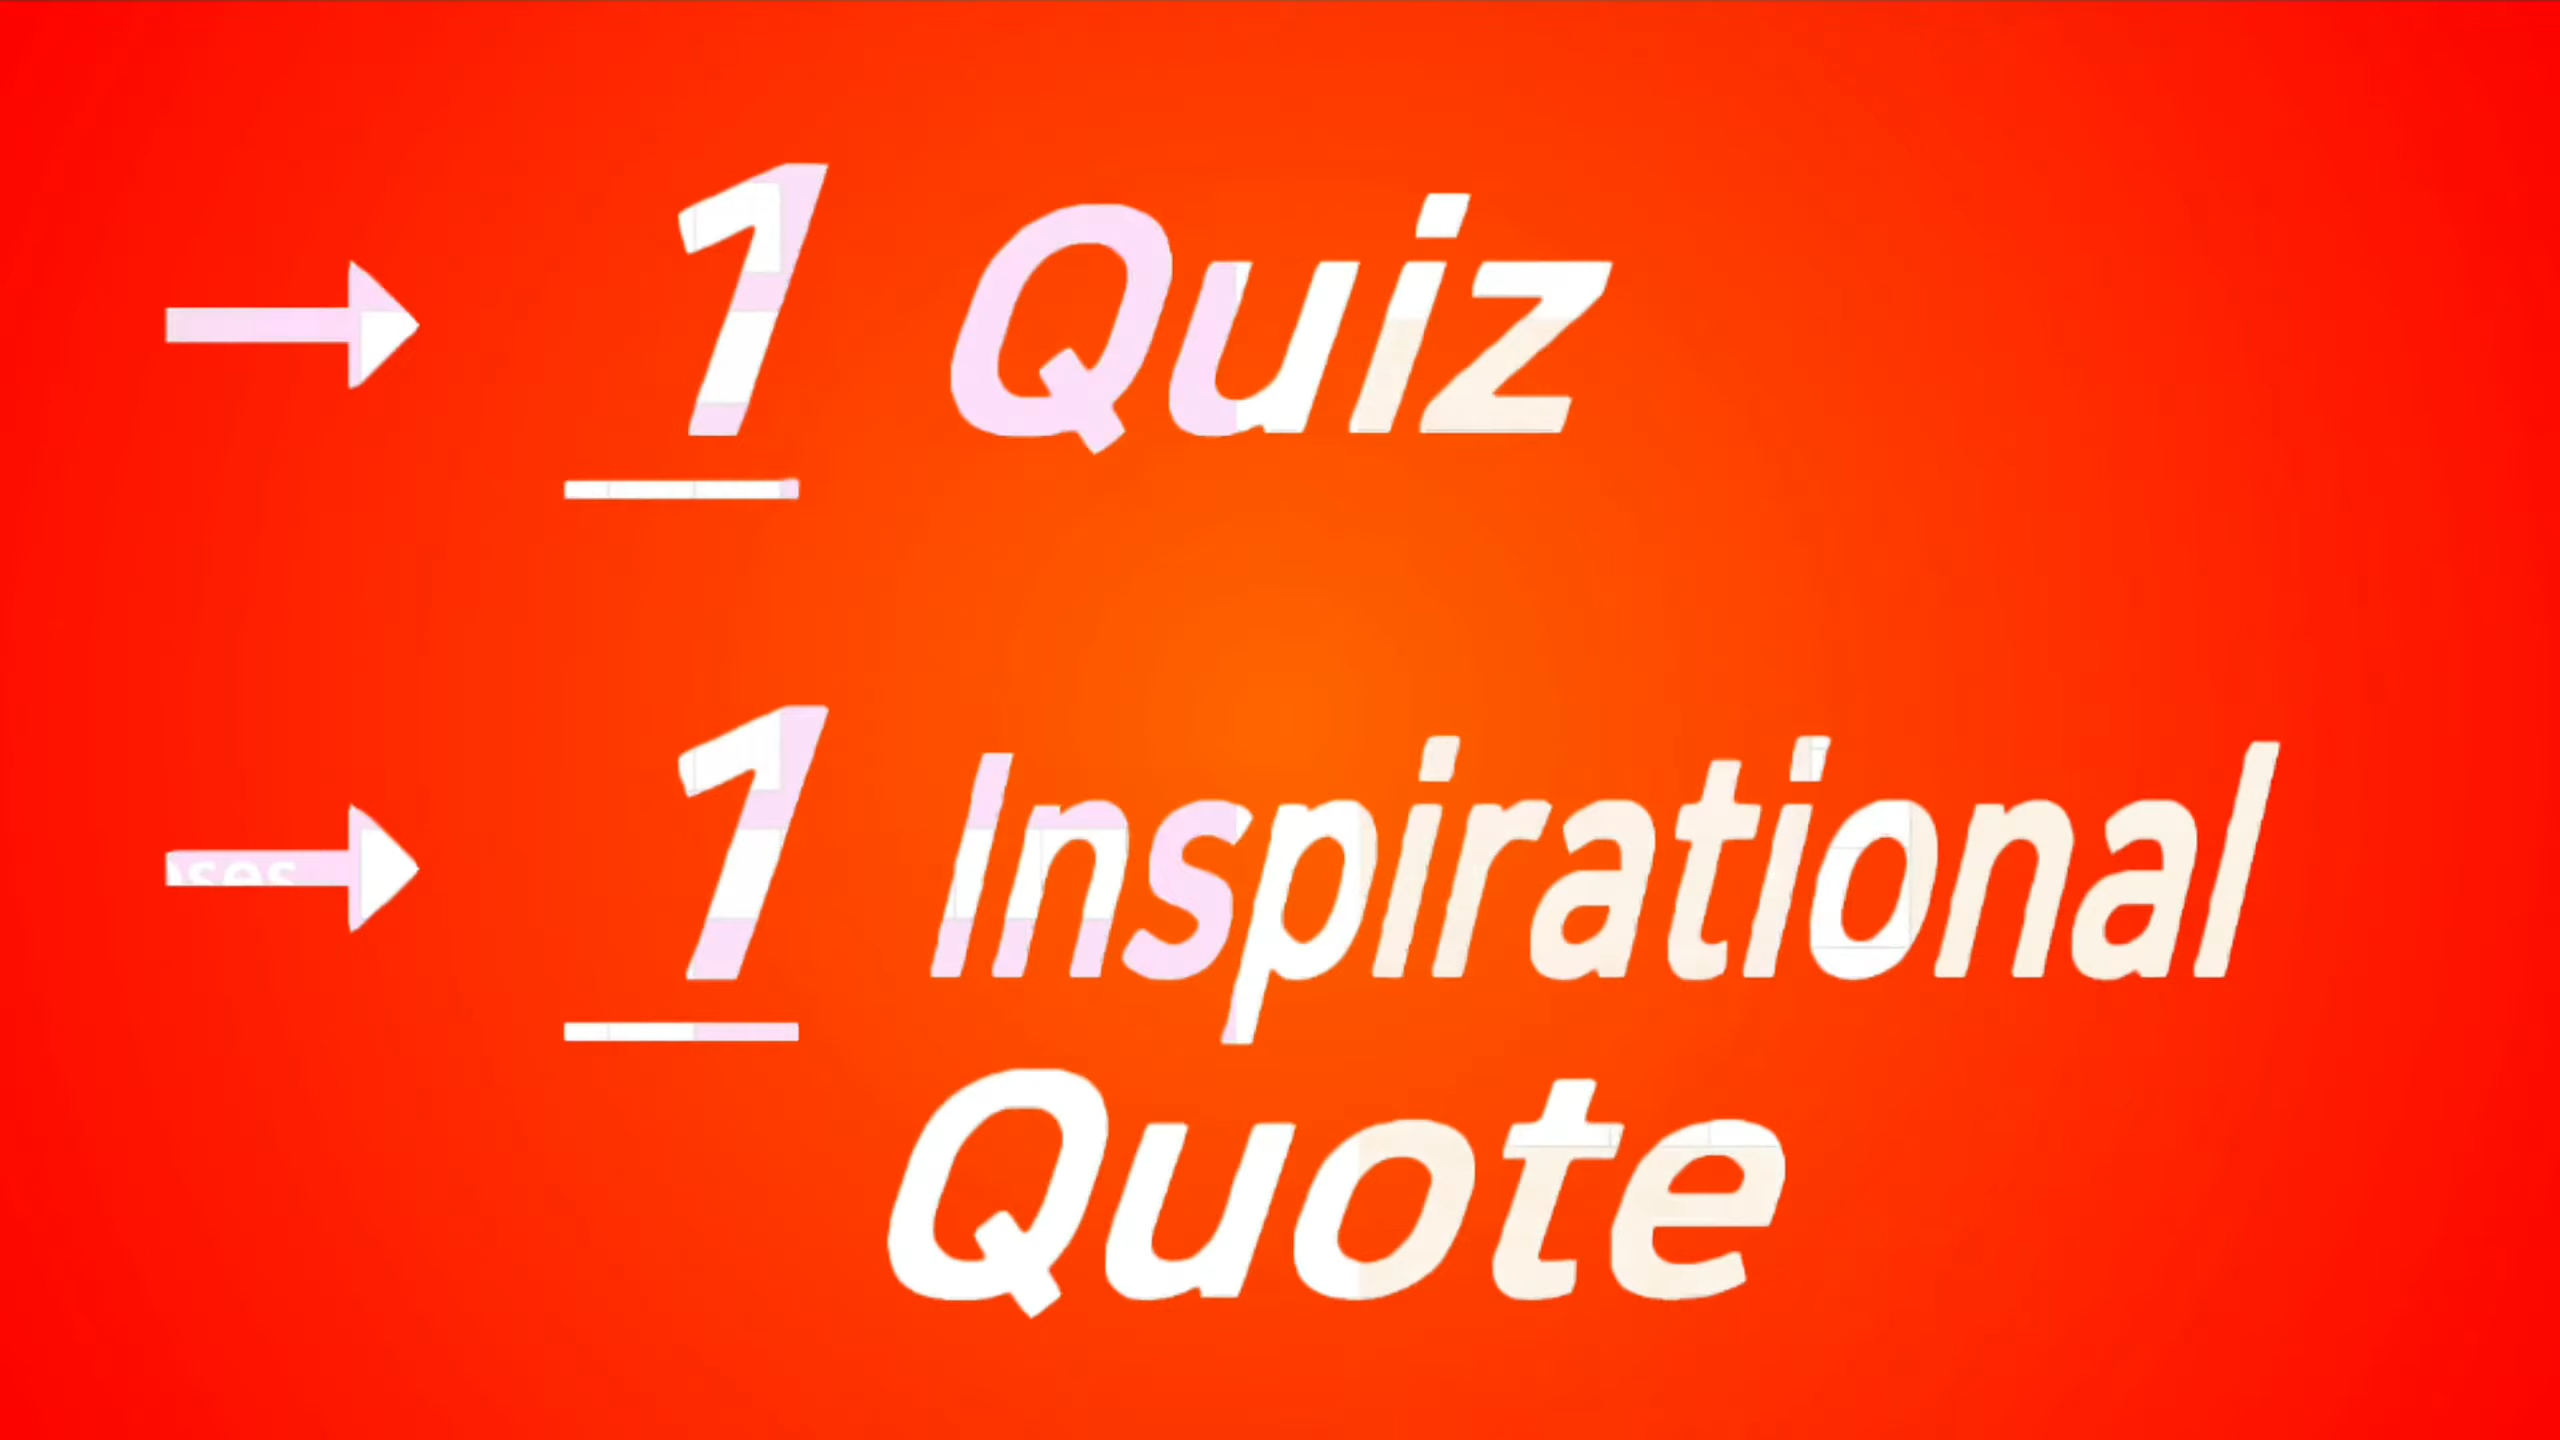 → 1 Quiz
→ 1 Inspirational
Quote